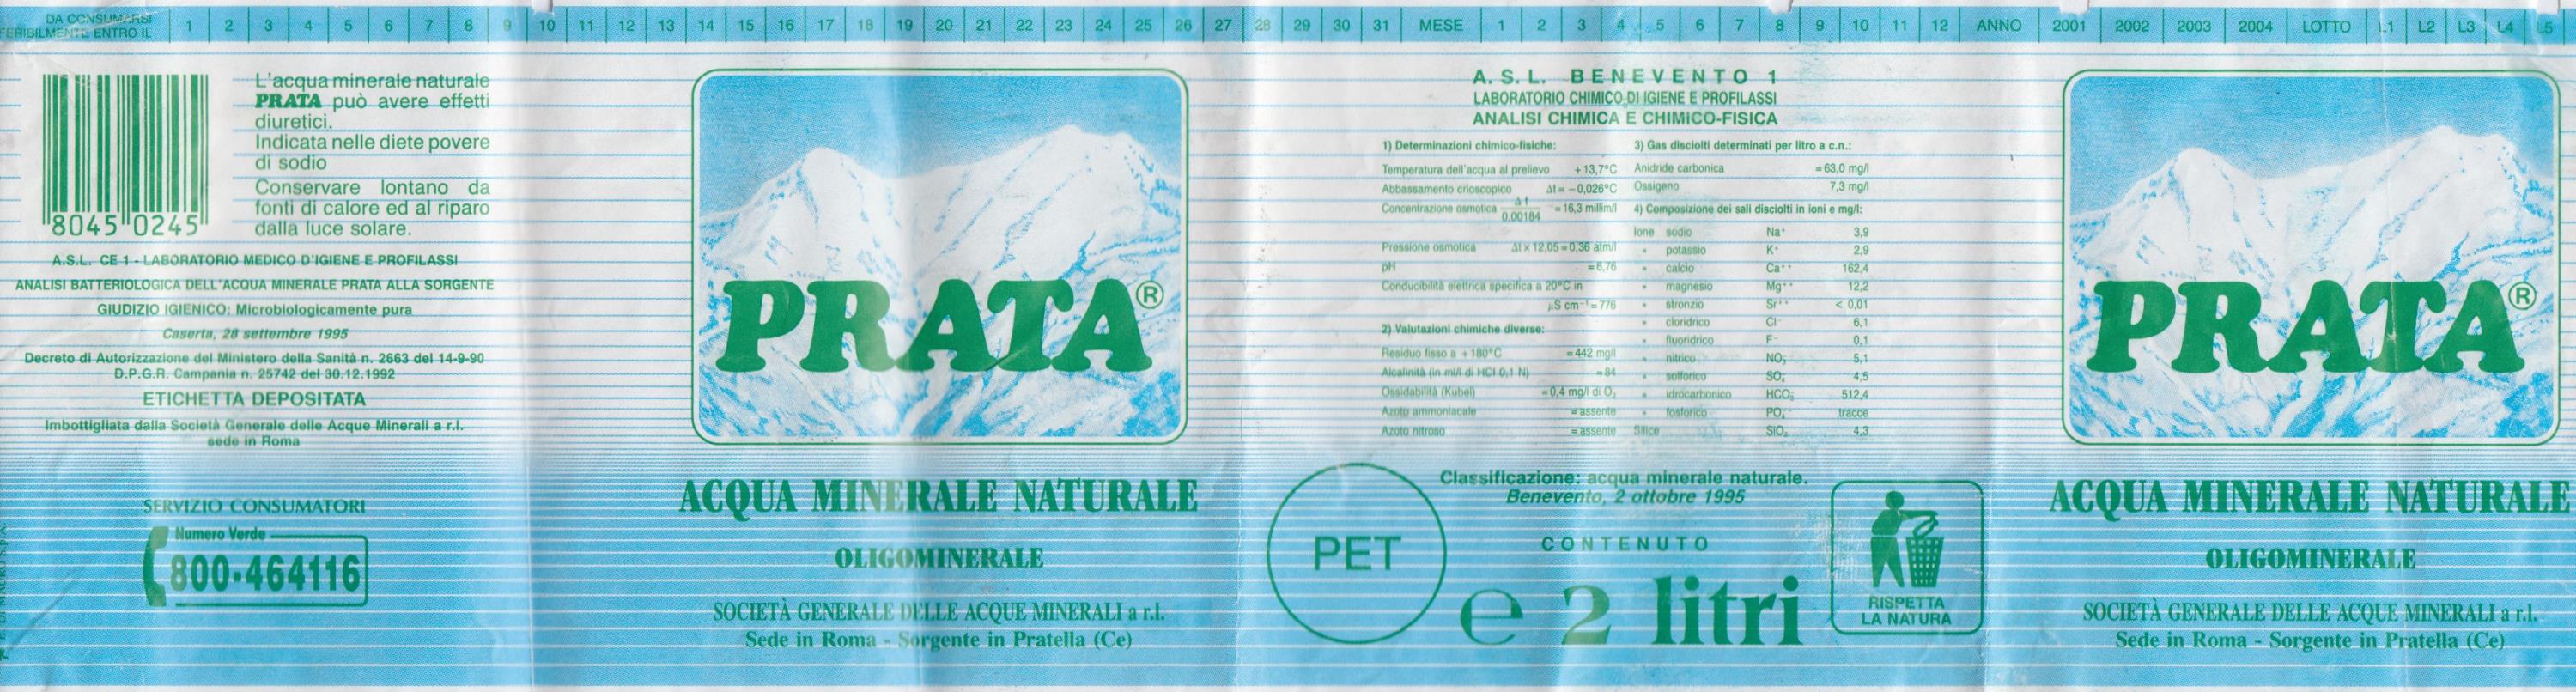 DA CONSUMARSI
FERIBILMENTE ENTRO IL
1 2 3 4 5 6 7 8 9 10 11 12 13 14 15 16 17 18 19 20 21 22 23 24 25 26 27 28 29 30 31 MESE 1 2 3 4 5 6 7 8 9 10 11 12 ANNO 2001 2002 2003 2004 LOTTO L1 L2 L3 L4 L5
L'acqua minerale naturale
PRATA può avere effetti
diuretici.
Indicata nelle diete povere
di sodio
Conservare lontano da
fonti di calore ed al riparo
dalla luce solare.
8045 0245
A.S.L. CE 1 - LABORATORIO MEDICO D'IGIENE E PROFILASSI
ANALISI BATTERIOLOGICA DELL'ACQUA MINERALE PRATA ALLA SORGENTE
GIUDIZIO IGIENICO: Microbiologicamente pura
Caserta, 28 settembre 1995
Decreto di Autorizzazione del Ministero della Sanità n. 2663 del 14-9-90
D.P.G.R. Campania n. 25742 del 30.12.1992
ETICHETTA DEPOSITATA
Imbottigliata dalla Società Generale delle Acque Minerali a r.l.
sede in Roma
SERVIZIO CONSUMATORI
Numero Verde
800-464116
PRATA®
ACQUA MINERALE NATURALE
OLIGOMINERALE
SOCIETÀ GENERALE DELLE ACQUE MINERALI a r.l.
Sede in Roma - Sorgente in Pratella (Ce)
A. S. L. BENEVENTO 1
LABORATORIO CHIMICO DI IGIENE E PROFILASSI
ANALISI CHIMICA E CHIMICO-FISICA
1) Determinazioni chimico-fisiche:
Temperatura dell'acqua al prelievo +13,7°C
Abbassamento crioscopico Δt = -0,026°C
Concentrazione osmotica Δt / 0.00184 = 16,3 millim/l
Pressione osmotica Δt x 12,05 = 0,36 atm/l
pH = 6,76
Conducibilità elettrica specifica a 20°C in
µS cm⁻¹ = 776
2) Valutazioni chimiche diverse:
Residuo fisso a + 180°C = 442 mg/l
Alcalinità (in ml/l di HCl 0,1 N) = 84
Ossidabilità (Kubel) = 0,4 mg/l di O₂
Azoto ammoniacale = assente
Azoto nitroso = assente
3) Gas disciolti determinati per litro a c.n.:
Anidride carbonica = 63,0 mg/l
Ossigeno 7,3 mg/l
4) Composizione dei sali disciolti in ioni e mg/l:
Ione sodio Na⁺ 3,9
" potassio K⁺ 2,9
" calcio Ca⁺⁺ 162,4
" magnesio Mg⁺⁺ 12,2
" stronzio Sr⁺⁺ < 0,01
" cloridrico Cl⁻ 6,1
" fluoridrico F⁻ 0,1
" nitrico NO₃⁻ 5,1
" solforico SO₄ 4,5
" idrocarbonico HCO₃⁻ 512,4
" fosforico PO₄ tracce
Silice SiO₂ 4,3
Classificazione: acqua minerale naturale.
Benevento, 2 ottobre 1995
PET
CONTENUTO
e 2 litri
RISPETTA
LA NATURA
PRATA®
ACQUA MINERALE NATURALE
OLIGOMINERALE
SOCIETÀ GENERALE DELLE ACQUE MINERALI a r.l.
Sede in Roma - Sorgente in Pratella (Ce)